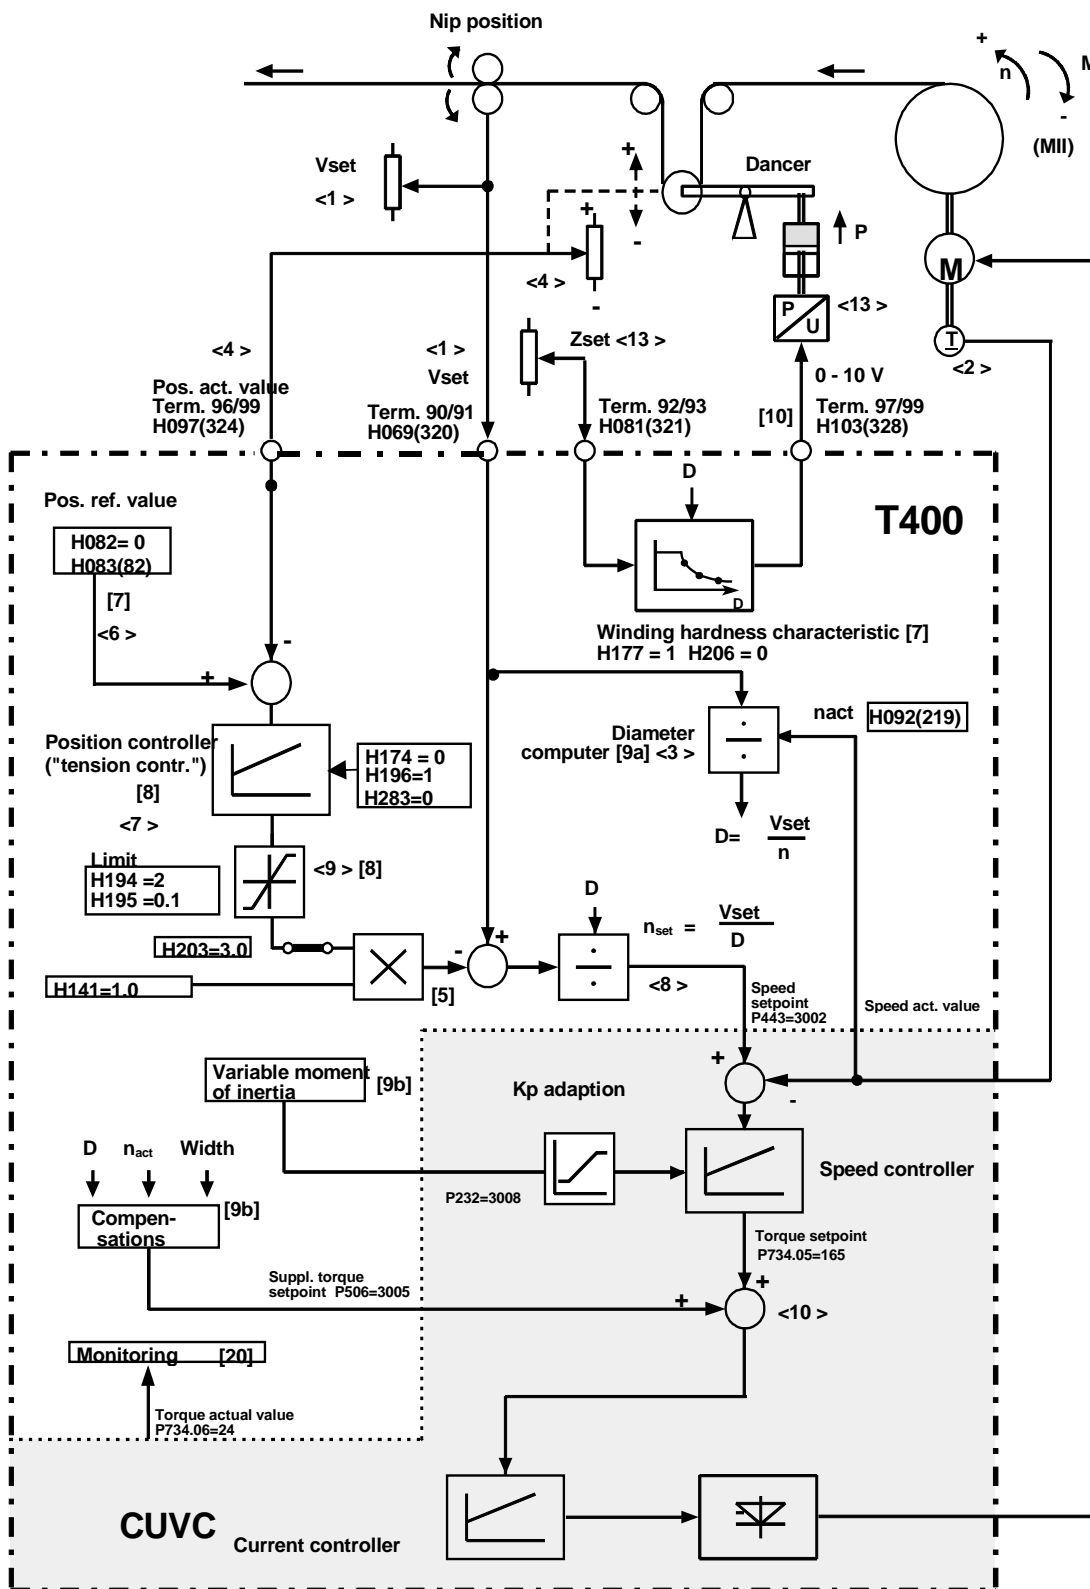 Nip position
+
n
M
-
(MII)
Vset
<1 >
+
-
Dancer
+
-
<4 >
P
M
P
U
<13 >
Zset <13 >
T
<2 >
<4 >
<1 >
Vset
0 - 10 V
Pos. act. value
Term. 96/99
H097(324)
Term. 90/91
H069(320)
Term. 92/93
H081(321)
[10]
Term. 97/99
H103(328)
D
T400
Pos. ref. value
H082= 0
H083(82)
[7]
<6 >
D
Winding hardness characteristic [7]
H177 = 1 H206 = 0
-
+
nact
H092(219)
Diameter
computer [9a] <3 >
Position controller
("tension contr.")
[8]
<7 >
H174 = 0
H196=1
H283=0
D= Vset
n
Limit
H194 =2
H195 =0.1
<9 > [8]
D
nset = Vset
D
H203=3.0
-
+
H141=1.0
[5]
<8 >
Speed
setpoint
P443=3002
Speed act. value
+
-
Variable moment
of inertia
[9b]
Kp adaption
Speed controller
D nact Width
P232=3008
[9b]
Compen-
sations
Torque setpoint
P734.05=165
Suppl. torque
setpoint P506=3005
+
+
<10 >
Monitoring [20]
Torque actual value
P734.06=24
CUVC
Current controller